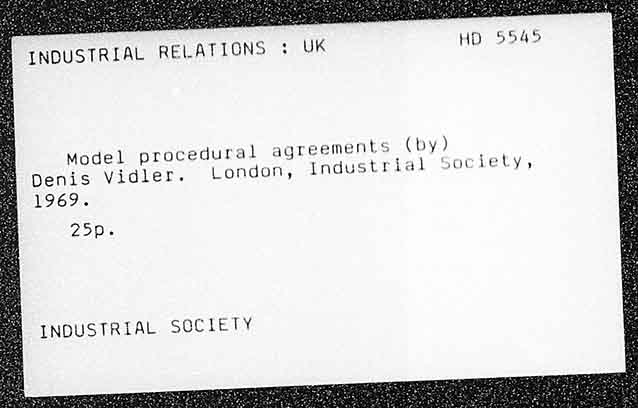 INDUSTRIAL RELATIONS : UK
HD 5545
Model procedural agreements (by)
Denis Vidler. London, Industrial Society,
1969.
25p.
INDUSTRIAL SOCIETY